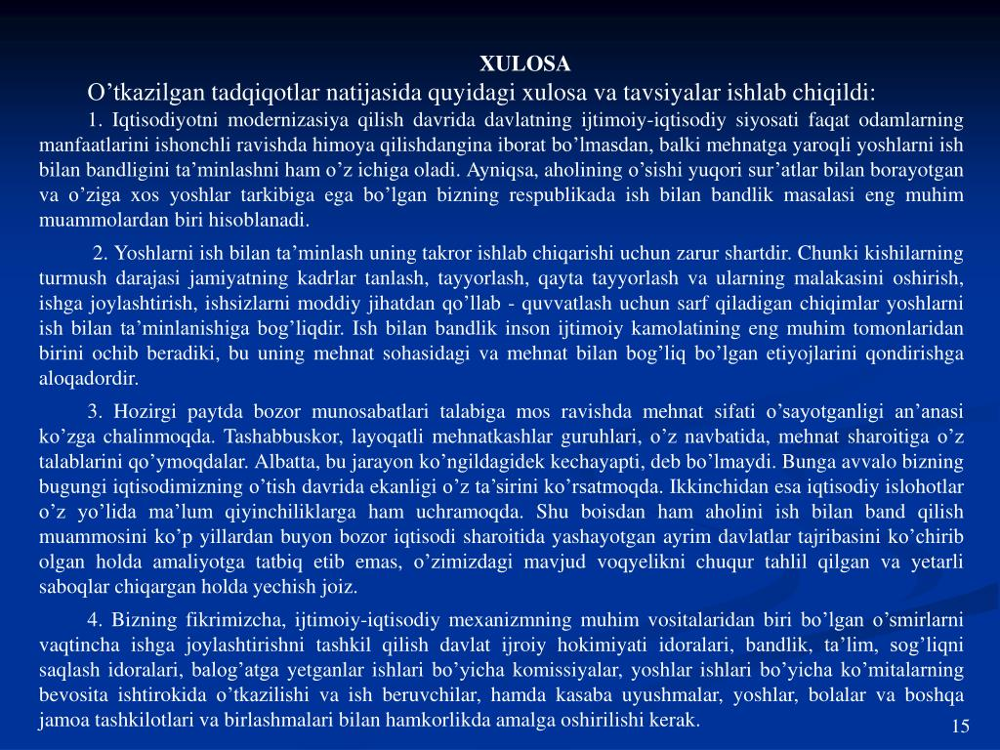 XULOSA
O’tkazilgan tadqiqotlar natijasida quyidagi xulosa va tavsiyalar ishlab chiqildi:
1. Iqtisodiyotni modernizasiya qilish davrida davlatning ijtimoiy-iqtisodiy siyosati faqat odamlarning
manfaatlarini ishonchli ravishda himoya qilishdangina iborat bo’lmasdan, balki mehnatga yaroqli yoshlarni ish
bilan bandligini ta’minlashni ham o’z ichiga oladi. Ayniqsa, aholining o’sishi yuqori sur’atlar bilan borayotgan
va o’ziga xos yoshlar tarkibiga ega bo’lgan bizning respublikada ish bilan bandlik masalasi eng muhim
muammolardan biri hisoblanadi.
2. Yoshlarni ish bilan ta’minlash uning takror ishlab chiqarishi uchun zarur shartdir. Chunki kishilarning
turmush darajasi jamiyatning kadrlar tanlash, tayyorlash, qayta tayyorlash va ularning malakasini oshirish,
ishga joylashtirish, ishsizlarni moddiy jihatdan qo’llab - quvvatlash uchun sarf qiladigan chiqimlar yoshlarni
ish bilan ta’minlanishiga bog’liqdir. Ish bilan bandlik inson ijtimoiy kamolatining eng muhim tomonlaridan
birini ochib beradiki, bu uning mehnat sohasidagi va mehnat bilan bog’liq bo’lgan etiyojlarini qondirishga
aloqadordir.
3. Hozirgi paytda bozor munosabatlari talabiga mos ravishda mehnat sifati o’sayotganligi an’anasi
ko’zga chalinmoqda. Tashabbuskor, layoqatli mehnatkashlar guruhlari, o’z navbatida, mehnat sharoitiga o’z
talablarini qo’ymoqdalar. Albatta, bu jarayon ko’ngildagidek kechayapti, deb bo’lmaydi. Bunga avvalo bizning
bugungi iqtisodimizning o’tish davrida ekanligi o’z ta’sirini ko’rsatmoqda. Ikkinchidan esa iqtisodiy islohotlar
o’z yo’lida ma’lum qiyinchiliklarga ham uchramoqda. Shu boisdan ham aholini ish bilan band qilish
muammosini ko’p yillardan buyon bozor iqtisodi sharoitida yashayotgan ayrim davlatlar tajribasini ko’chirib
olgan holda amaliyotga tatbiq etib emas, o’zimizdagi mavjud voqyelikni chuqur tahlil qilgan va yetarli
saboqlar chiqargan holda yechish joiz.
4. Bizning fikrimizcha, ijtimoiy-iqtisodiy mexanizmning muhim vositalaridan biri bo’lgan o’smirlarni
vaqtincha ishga joylashtirishni tashkil qilish davlat ijroiy hokimiyati idoralari, bandlik, ta’lim, sog’liqni
saqlash idoralari, balog’atga yetganlar ishlari bo’yicha komissiyalar, yoshlar ishlari bo’yicha ko’mitalarning
bevosita ishtirokida o’tkazilishi va ish beruvchilar, hamda kasaba uyushmalar, yoshlar, bolalar va boshqa
jamoa tashkilotlari va birlashmalari bilan hamkorlikda amalga oshirilishi kerak.
15